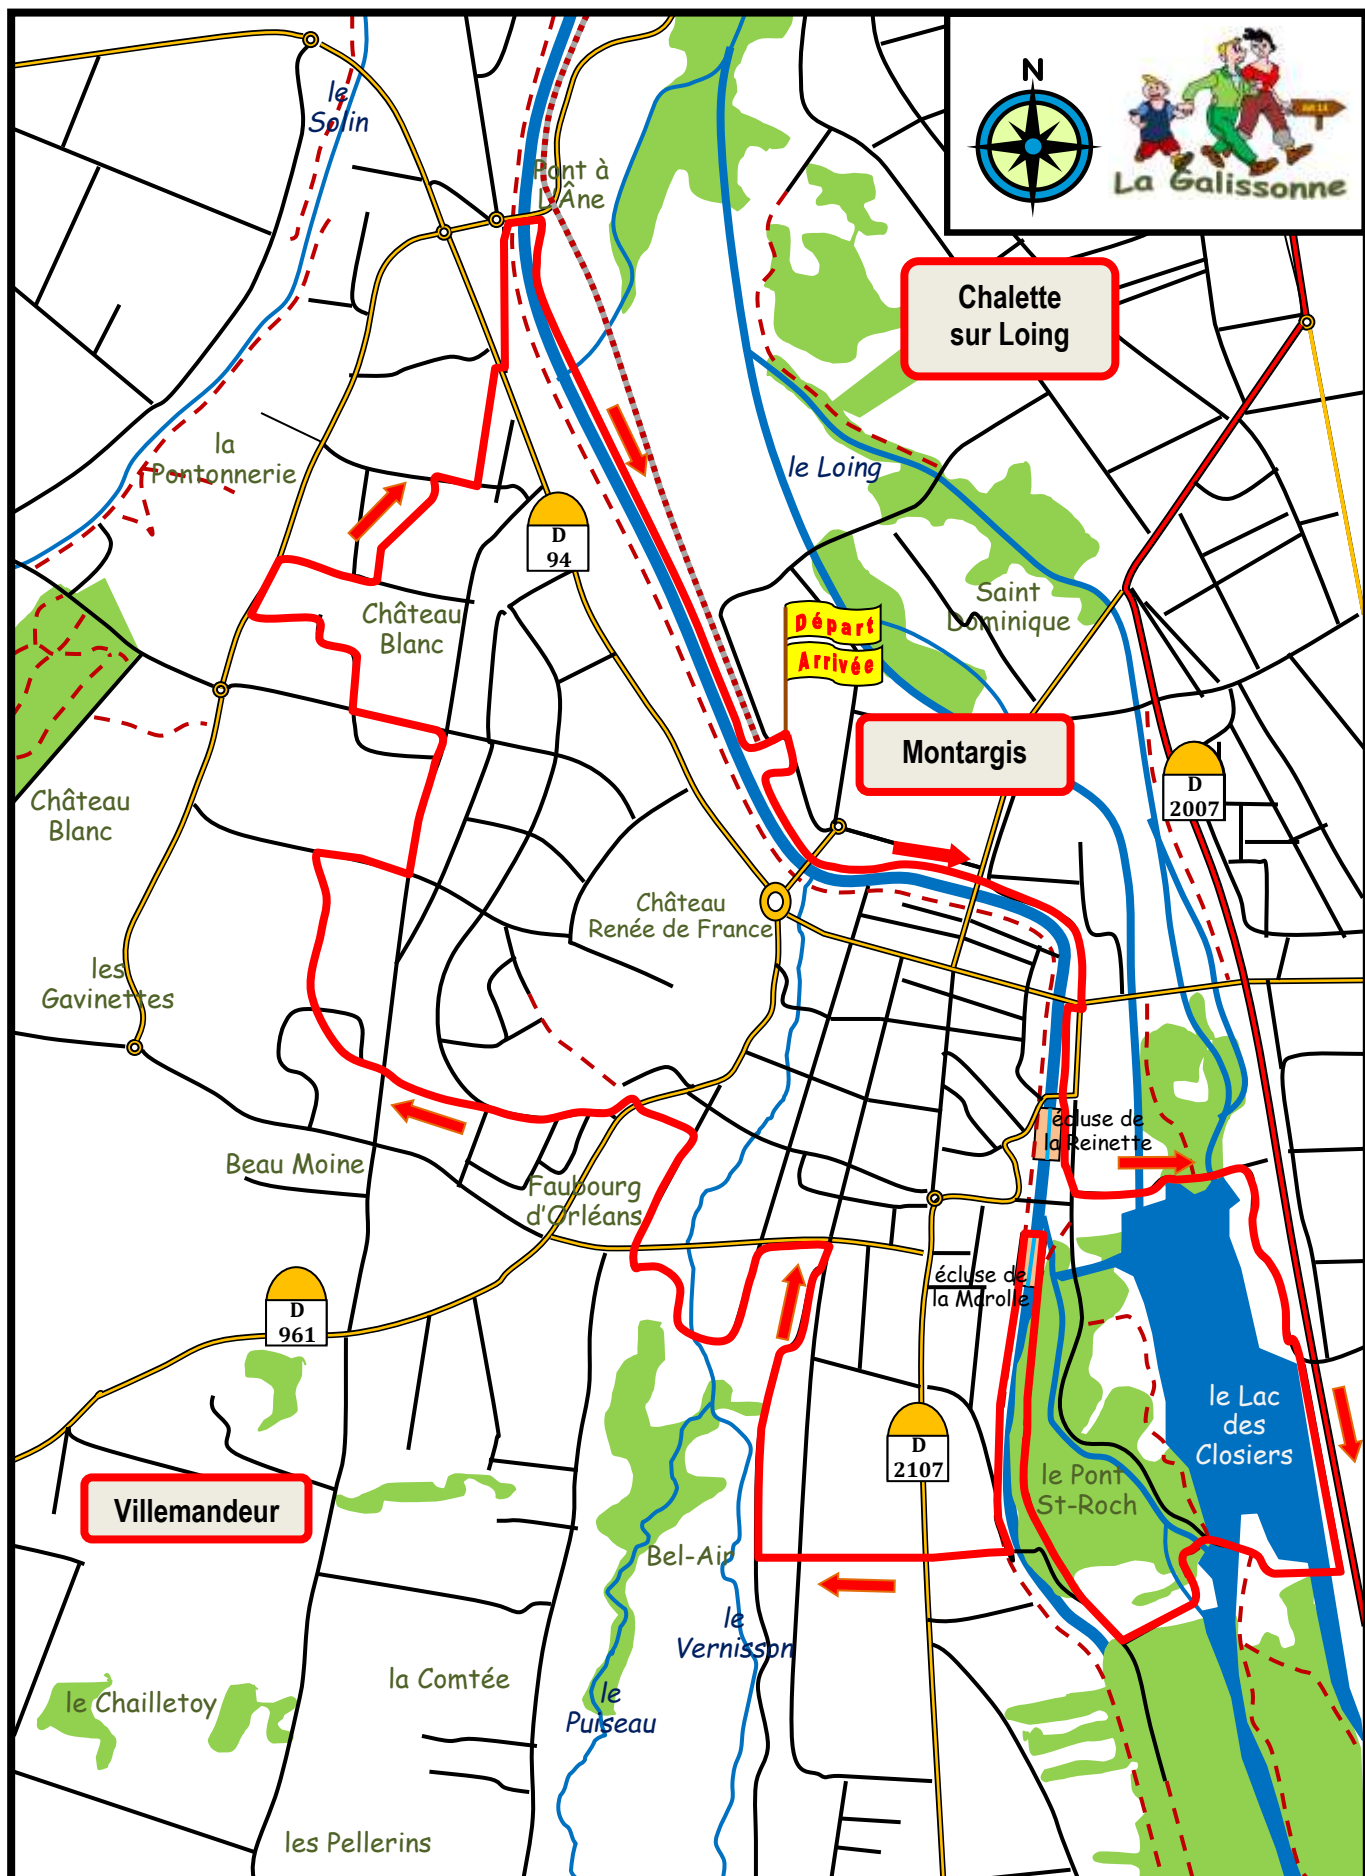 N
La Galissonne
le
Solin
Pont à
L'Âne
Chalette
sur Loing
la
Pontonnerie
le Loing
D
94
Château
Blanc
Saint
Dominique
Départ
Arrivée
Montargis
D
2007
Château
Blanc
Château
Renée de France
les
Gavinettes
écluse de
la Reinette
Beau Moine
Faubourg
d'Orléans
écluse de
la Marolle
D
961
le Lac
des
Closiers
D
2107
le Pont
St-Roch
Villemandeur
Bel-Air
le
Vernisson
la Comtée
le Chailletoy
le
Puiseau
les Pellerins